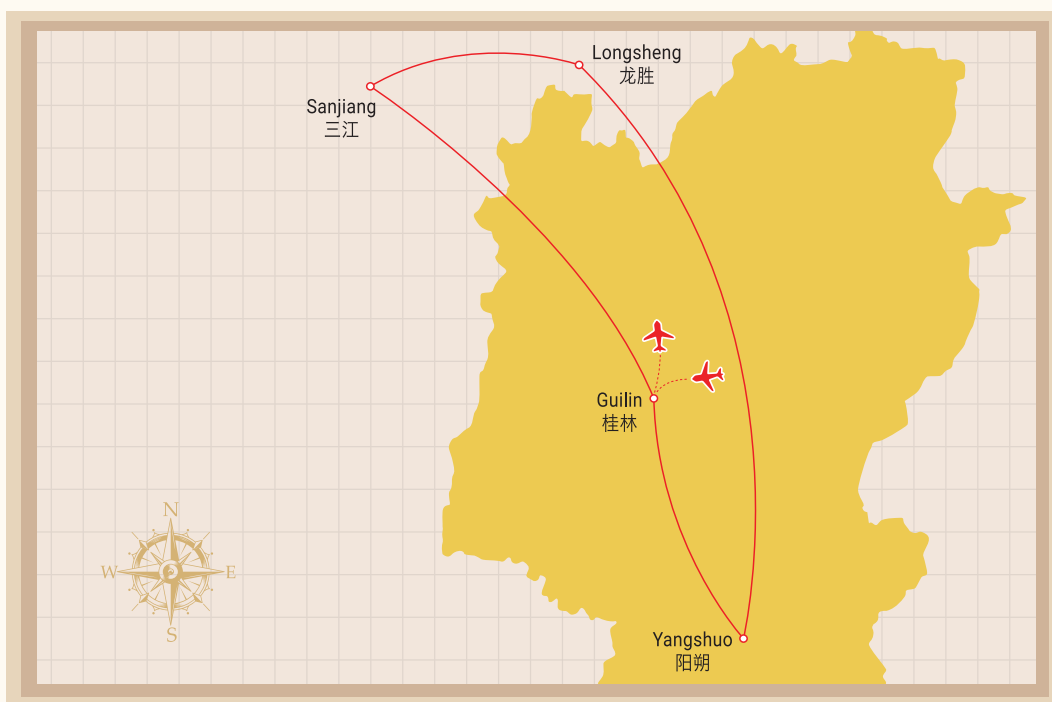 Longsheng
龙胜
Sanjiang
三江
Guilin
桂林
N
W
E
S
Yangshuo
阳朔